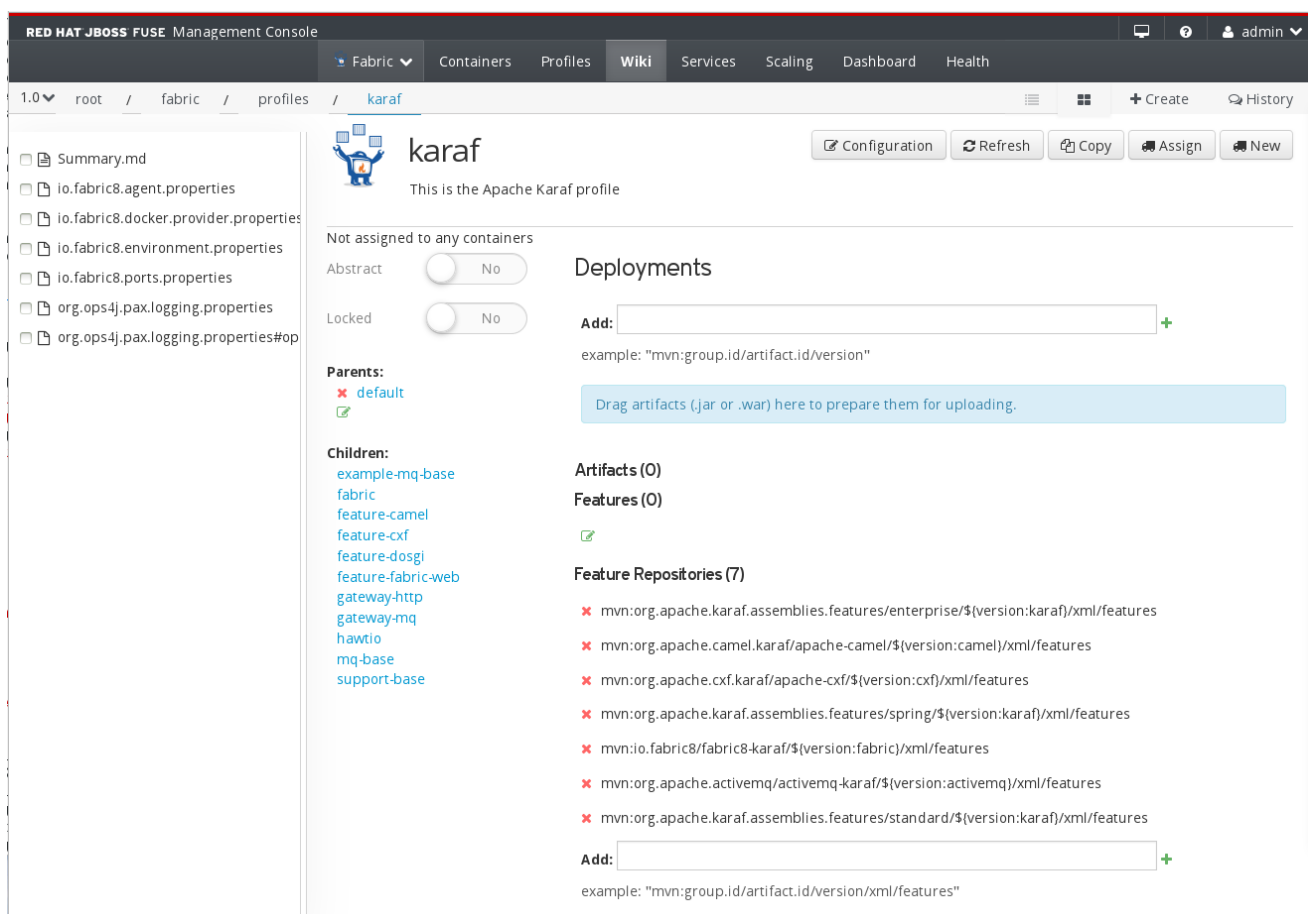 RED HAT JBOSS FUSE Management Console
admin
Fabric Containers Profiles Wiki Services Scaling Dashboard Health
1.0 root / fabric / profiles / karaf
Create History
Summary.md
io.fabric8.agent.properties
io.fabric8.docker.provider.properties
io.fabric8.environment.properties
io.fabric8.ports.properties
org.ops4j.pax.logging.properties
org.ops4j.pax.logging.properties#op
karaf
Configuration Refresh Copy Assign New
This is the Apache Karaf profile
Not assigned to any containers
Abstract No
Locked No
Parents:
default
Children:
example-mq-base
fabric
feature-camel
feature-cxf
feature-dosgi
feature-fabric-web
gateway-http
gateway-mq
hawtio
mq-base
support-base
Deployments
Add:
example: "mvn:group.id/artifact.id/version"
Drag artifacts (.jar or .war) here to prepare them for uploading.
Artifacts (0)
Features (0)
Feature Repositories (7)
mvn:org.apache.karaf.assemblies.features/enterprise/${version:karaf}/xml/features
mvn:org.apache.camel.karaf/apache-camel/${version:camel}/xml/features
mvn:org.apache.cxf.karaf/apache-cxf/${version:cxf}/xml/features
mvn:org.apache.karaf.assemblies.features/spring/${version:karaf}/xml/features
mvn:io.fabric8/fabric8-karaf/${version:fabric}/xml/features
mvn:org.apache.activemq/activemq-karaf/${version:activemq}/xml/features
mvn:org.apache.karaf.assemblies.features/standard/${version:karaf}/xml/features
Add:
example: "mvn:group.id/artifact.id/version/xml/features"